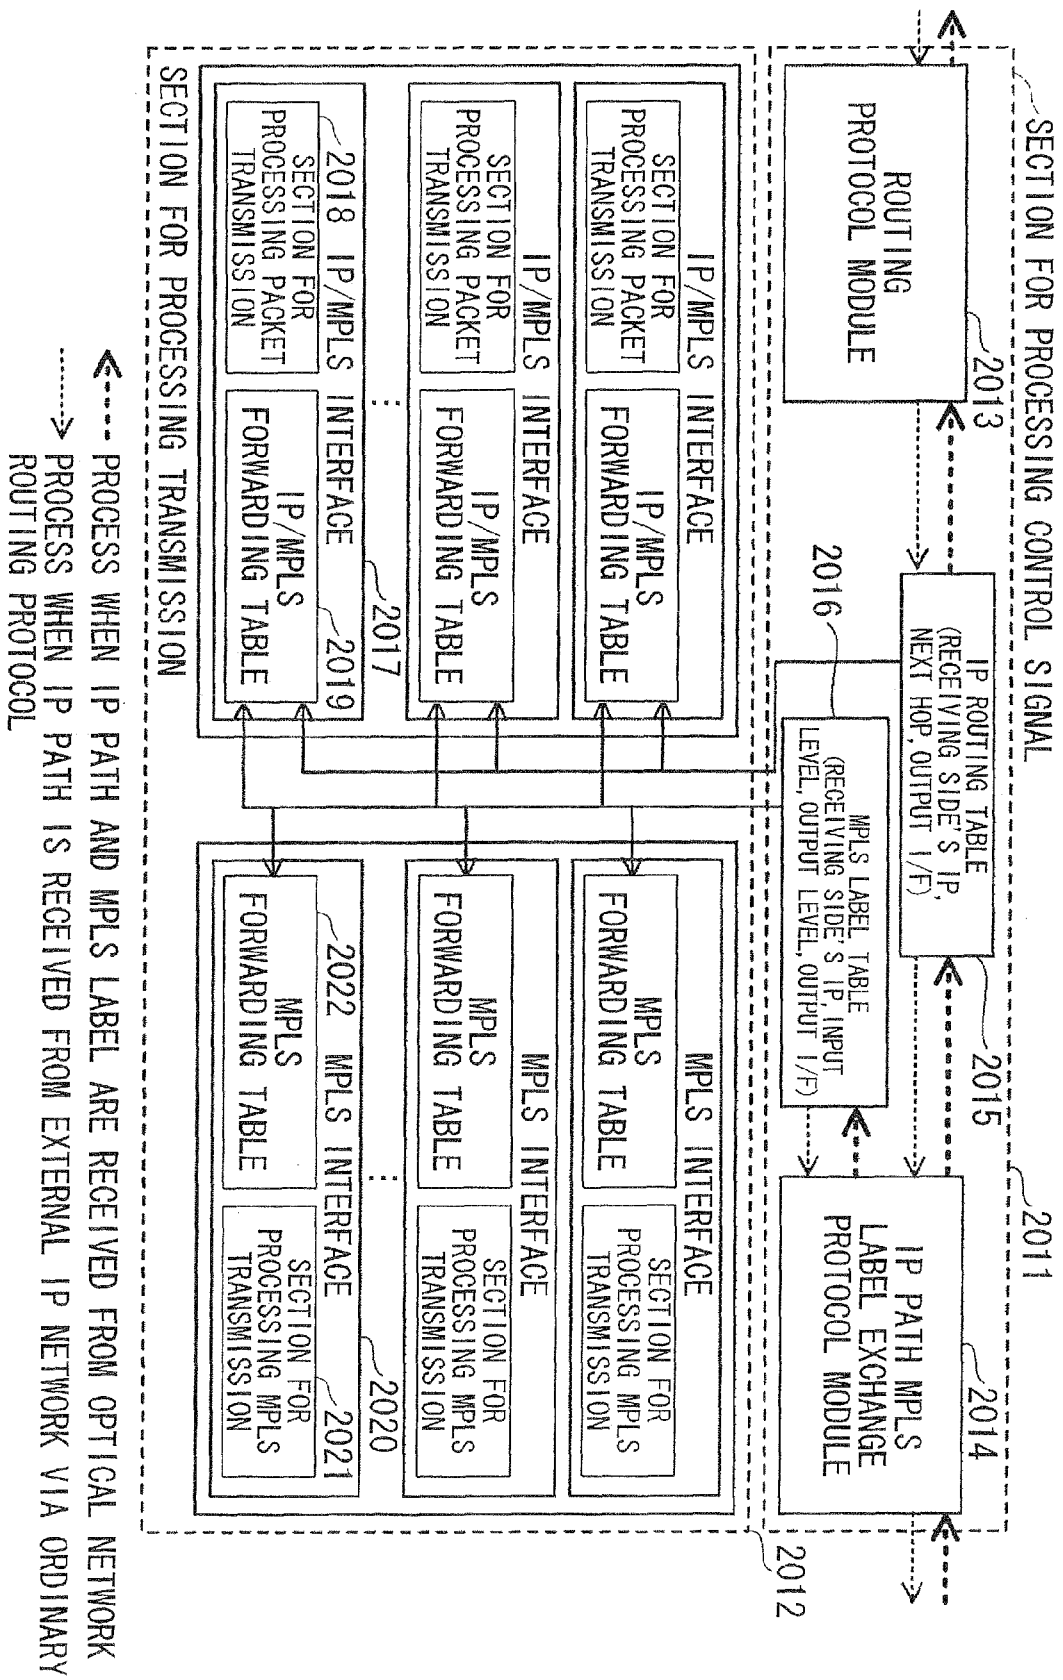 SECTION FOR PROCESSING CONTROL SIGNAL
2011
ROUTING
PROTOCOL MODULE
2013
IP ROUTING TABLE
(RECEIVING SIDE'S IP,
NEXT HOP, OUTPUT I/F)
2015
IP PATH MPLS
LABEL EXCHANGE
PROTOCOL MODULE
2014
2016
MPLS LABEL TABLE
(RECEIVING SIDE'S IP, INPUT
LEVEL, OUTPUT LEVEL, OUTPUT I/F)
2012
IP/MPLS INTERFACE
SECTION FOR
PROCESSING PACKET
TRANSMISSION
IP/MPLS
FORWARDING TABLE
MPLS INTERFACE
MPLS
FORWARDING TABLE
SECTION FOR
PROCESSING MPLS
TRANSMISSION
IP/MPLS INTERFACE
SECTION FOR
PROCESSING PACKET
TRANSMISSION
IP/MPLS
FORWARDING TABLE
MPLS INTERFACE
MPLS
FORWARDING TABLE
SECTION FOR
PROCESSING MPLS
TRANSMISSION
...
...
2018 IP/MPLS INTERFACE
2017
SECTION FOR
PROCESSING PACKET
TRANSMISSION
IP/MPLS
FORWARDING TABLE
2019
2022 MPLS INTERFACE
2020
MPLS
FORWARDING TABLE
SECTION FOR
PROCESSING MPLS
TRANSMISSION
2021
SECTION FOR PROCESSING TRANSMISSION
PROCESS WHEN IP PATH AND MPLS LABEL ARE RECEIVED FROM OPTICAL NETWORK
PROCESS WHEN IP PATH IS RECEIVED FROM EXTERNAL IP NETWORK VIA ORDINARY
ROUTING PROTOCOL